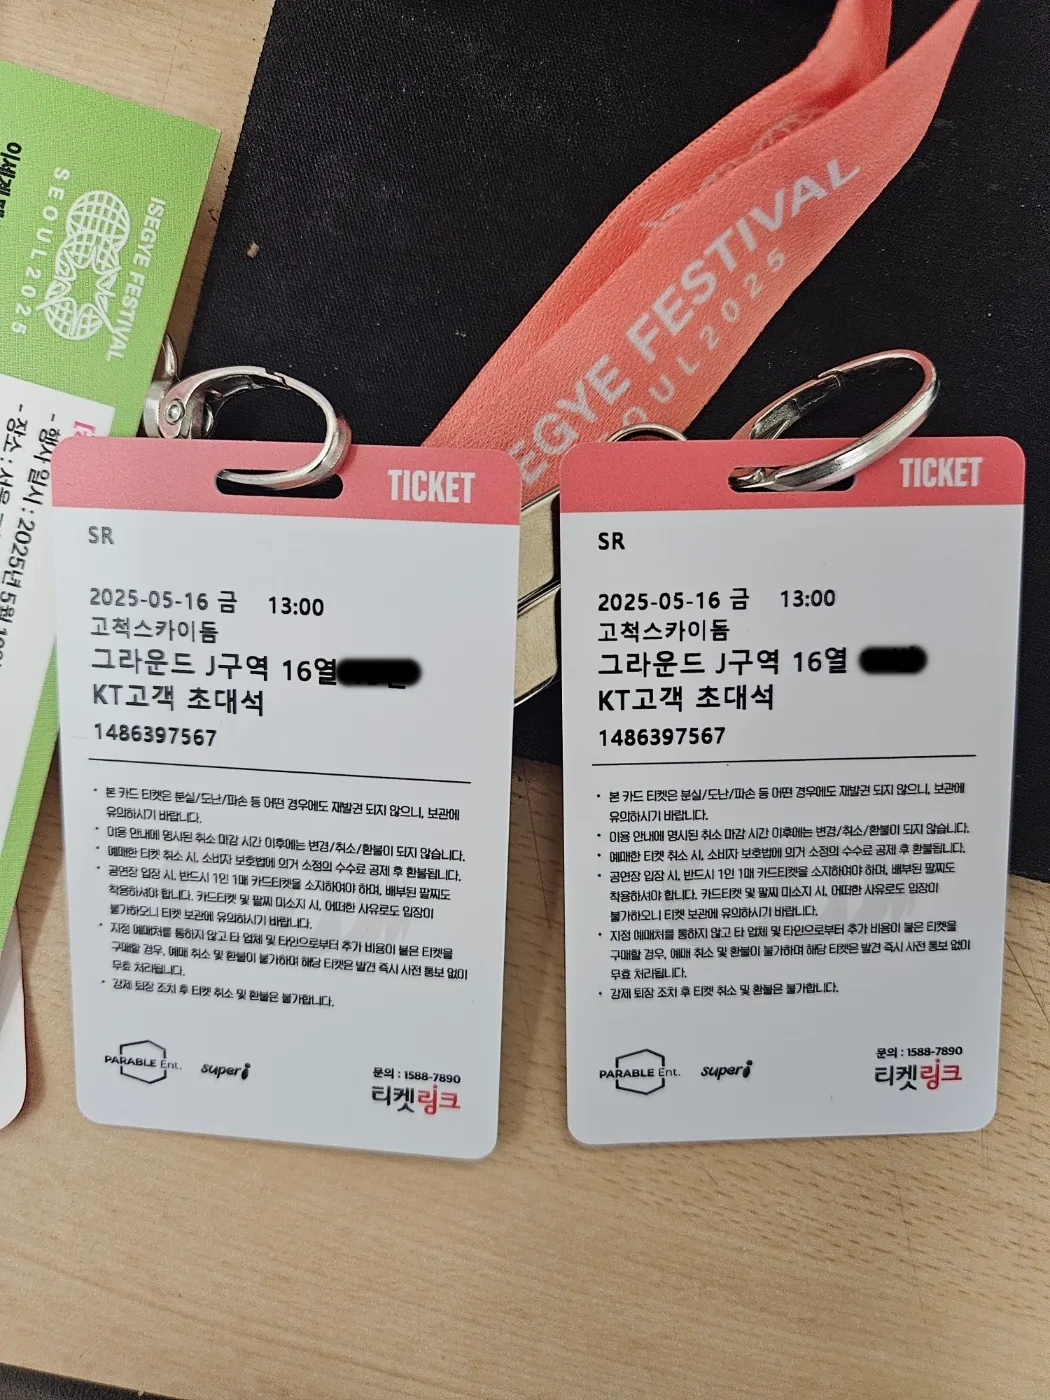 이세계 페
ISEGYE FESTIVAL
SEOUL 2025
- 행사 일시 : 2025년 5월
- 장소 : 서울
EGYE FESTIVAL
OUL 2025
TICKET
SR
2025-05-16 금 13:00
고척스카이돔
그라운드 J구역 16열
KT고객 초대석
1486397567
• 본 카드 티켓은 분실/도난/파손 등 어떤 경우에도 재발권 되지 않으니, 보관에
유의하시기 바랍니다.
• 이용 안내에 명시된 취소 마감 시간 이후에는 변경/취소/환불이 되지 않습니다.
• 예매한 티켓 취소 시, 소비자 보호법에 의거 소정의 수수료 공제 후 환불됩니다.
• 공연장 입장 시, 반드시 1인 1매 카드티켓을 소지하여야 하며, 배부된 팔찌도
착용하셔야 합니다. 카드티켓 및 팔찌 미소지 시, 어떠한 사유로도 입장이
불가하오니 티켓 보관에 유의하시기 바랍니다.
• 지정 예매처를 통하지 않고 타 업체 및 타인으로부터 추가 비용이 붙은 티켓을
구매할 경우, 예매 취소 및 환불이 불가하며 해당 티켓은 발견 즉시 사전 통보 없이
무효 처리됩니다.
• 강제 퇴장 조치 후 티켓 취소 및 환불은 불가합니다.
PARABLE Ent.
superi
문의 : 1588-7890
티켓링크
TICKET
SR
2025-05-16 금 13:00
고척스카이돔
그라운드 J구역 16열
KT고객 초대석
1486397567
• 본 카드 티켓은 분실/도난/파손 등 어떤 경우에도 재발권 되지 않으니, 보관에
유의하시기 바랍니다.
• 이용 안내에 명시된 취소 마감 시간 이후에는 변경/취소/환불이 되지 않습니다.
• 예매한 티켓 취소 시, 소비자 보호법에 의거 소정의 수수료 공제 후 환불됩니다.
• 공연장 입장 시, 반드시 1인 1매 카드티켓을 소지하여야 하며, 배부된 팔찌도
착용하셔야 합니다. 카드티켓 및 팔찌 미소지 시, 어떠한 사유로도 입장이
불가하오니 티켓 보관에 유의하시기 바랍니다.
• 지정 예매처를 통하지 않고 타 업체 및 타인으로부터 추가 비용이 붙은 티켓을
구매할 경우, 예매 취소 및 환불이 불가하며 해당 티켓은 발견 즉시 사전 통보 없이
무효 처리됩니다.
• 강제 퇴장 조치 후 티켓 취소 및 환불은 불가합니다.
PARABLE Ent.
superi
문의 : 1588-7890
티켓링크